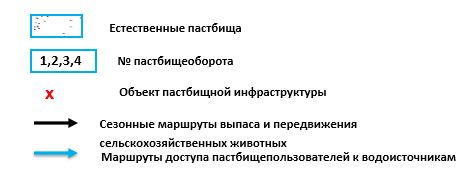 Естественные пастбища
1,2,3,4 № пастбищеоборота
х Объект пастбищной инфраструктуры
Сезонные маршруты выпаса и передвижения
сельскохозяйственных животных
Маршруты доступа пастбищепользователей к водоисточникам